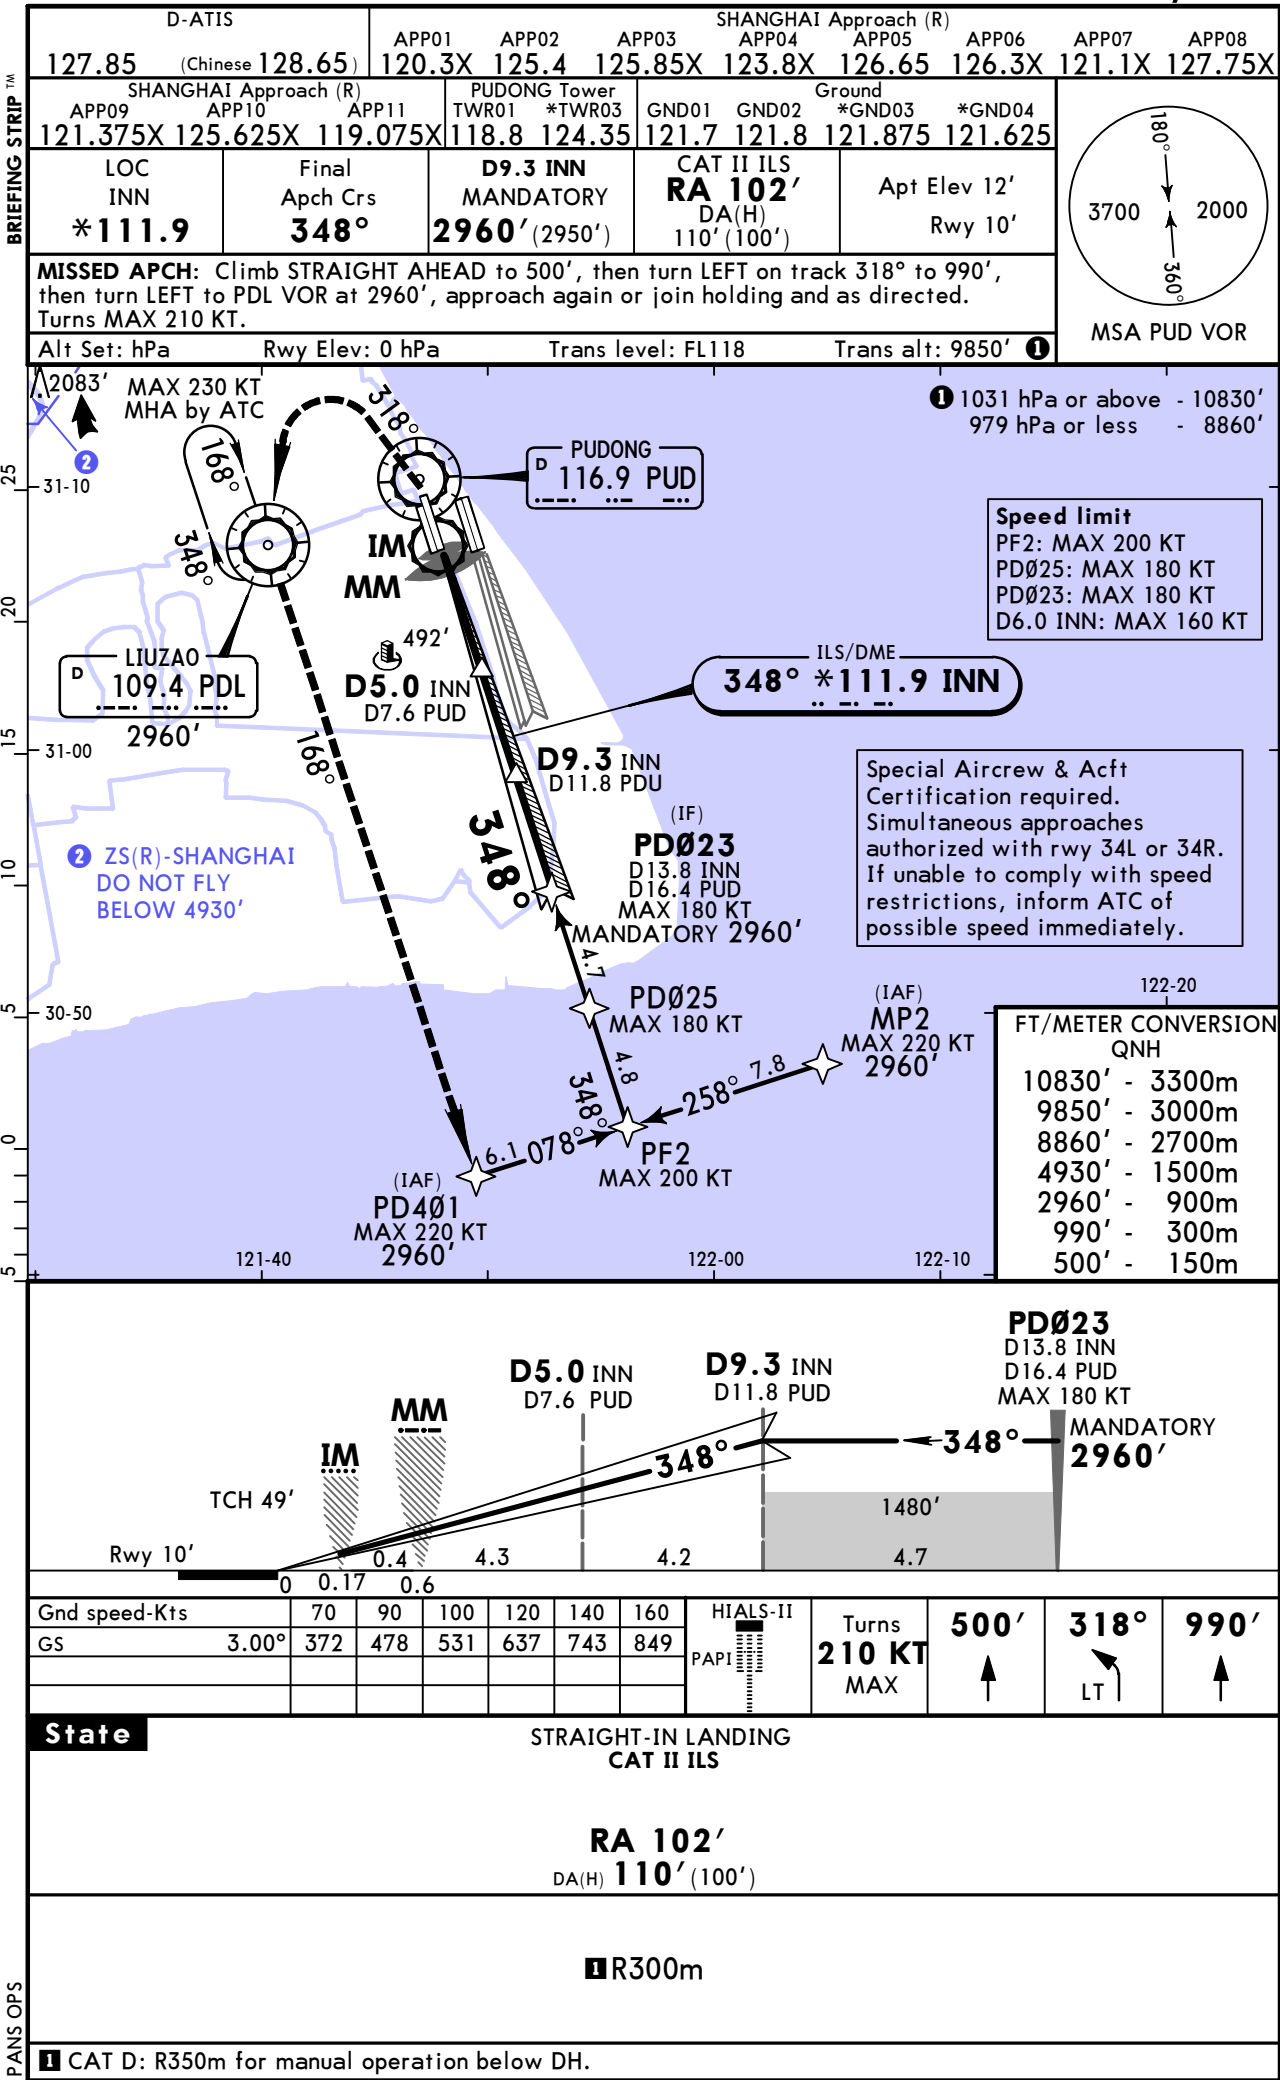 BRIEFING STRIP ™
D-ATIS
127.85 (Chinese 128.65)
SHANGHAI Approach (R)
APP01 APP02 APP03 APP04 APP05 APP06 APP07 APP08
120.3X 125.4 125.85X 123.8X 126.65 126.3X 121.1X 127.75X
SHANGHAI Approach (R)
APP09 APP10 APP11
121.375X 125.625X 119.075X
PUDONG Tower
TWR01 *TWR03
118.8 124.35
Ground
GND01 GND02 *GND03 *GND04
121.7 121.8 121.875 121.625
LOC
INN
*111.9
Final
Apch Crs
348°
D9.3 INN
MANDATORY
2960' (2950')
CAT II ILS
RA 102'
DA(H)
110' (100')
Apt Elev 12'
Rwy 10'
180°
3700 2000
360°
MSA PUD VOR
MISSED APCH: Climb STRAIGHT AHEAD to 500', then turn LEFT on track 318° to 990',
then turn LEFT to PDL VOR at 2960', approach again or join holding and as directed.
Turns MAX 210 KT.
Alt Set: hPa Rwy Elev: 0 hPa Trans level: FL118 Trans alt: 9850' 1
2083'
2
MAX 230 KT
MHA by ATC
318°
168°
348°
1 1031 hPa or above - 10830'
979 hPa or less - 8860'
PUDONG
D 116.9 PUD
25
31-10
Speed limit
PF2: MAX 200 KT
PDØ25: MAX 180 KT
PDØ23: MAX 180 KT
D6.0 INN: MAX 160 KT
IM
MM
20
492'
LIUZAO
D 109.4 PDL
2960'
D5.0 INN
D7.6 PUD
ILS/DME
348° *111.9 INN
15
31-00
168°
D9.3 INN
D11.8 PDU
348°
Special Aircrew & Acft
Certification required.
Simultaneous approaches
authorized with rwy 34L or 34R.
If unable to comply with speed
restrictions, inform ATC of
possible speed immediately.
(IF)
PDØ23
D13.8 INN
D16.4 PUD
MAX 180 KT
MANDATORY 2960'
2 ZS(R)-SHANGHAI
DO NOT FLY
BELOW 4930'
10
4.7
5
30-50
PDØ25
MAX 180 KT
(IAF)
MP2
MAX 220 KT
2960'
122-20
4.8
348°
258° 7.8
0
6.1 078°
PF2
MAX 200 KT
(IAF)
PD4Ø1
MAX 220 KT
2960'
5
121-40 122-00 122-10
FT/METER CONVERSION
QNH
10830' - 3300m
9850' - 3000m
8860' - 2700m
4930' - 1500m
2960' - 900m
990' - 300m
500' - 150m
PDØ23
D13.8 INN
D16.4 PUD
MAX 180 KT
MANDATORY
2960'
D9.3 INN
D11.8 PUD
D5.0 INN
D7.6 PUD
MM
IM
348°
348°
TCH 49'
1480'
Rwy 10'
0.4 4.3 4.2 4.7
0 0.17 0.6
Gnd speed-Kts 70 90 100 120 140 160
GS 3.00° 372 478 531 637 743 849
HIALS-II
PAPI
Turns
210 KT
MAX
500'
318°
LT
990'
State
STRAIGHT-IN LANDING
CAT II ILS
RA 102'
DA(H) 110' (100')
1 R300m
PANS OPS
1 CAT D: R350m for manual operation below DH.